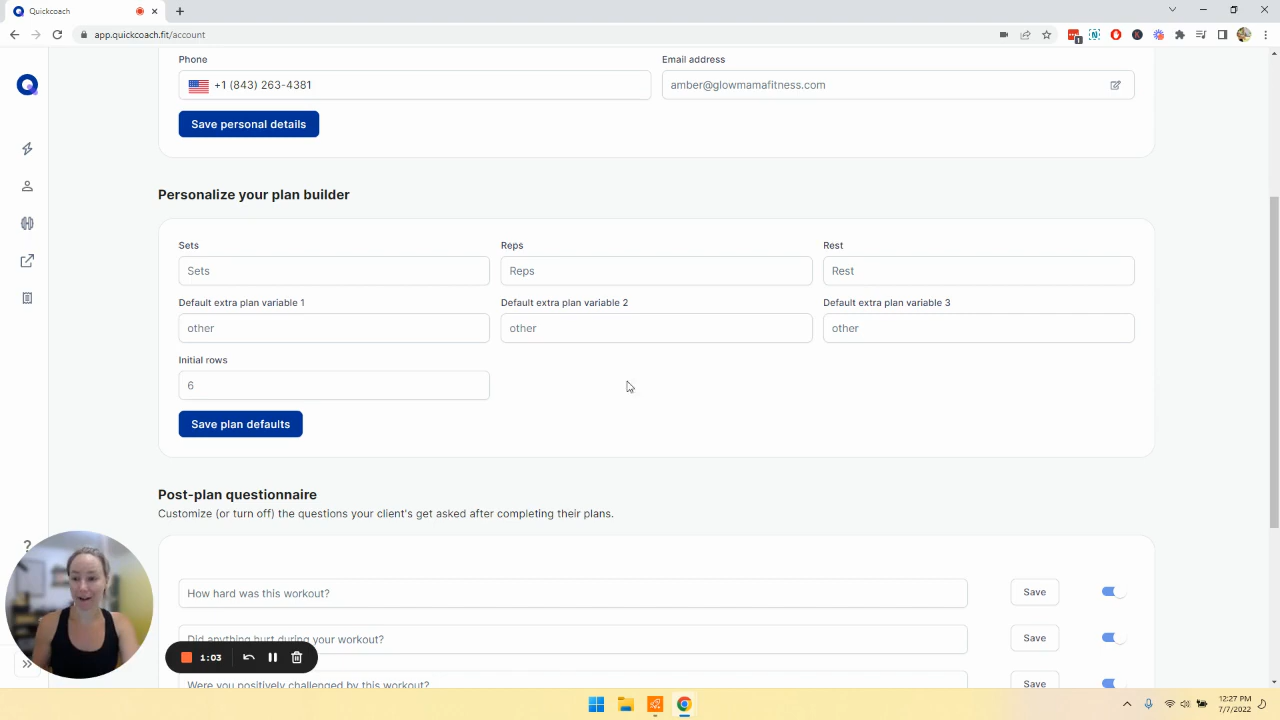 Quickcoach
app.quickcoach.fit/account
1
Phone
Email address
+1 (843) 263-4381
amber@glowmamafitness.com
Save personal details
Personalize your plan builder
Sets
Reps
Rest
Sets
Reps
Rest
Default extra plan variable 1
Default extra plan variable 2
Default extra plan variable 3
other
other
other
Initial rows
6
Save plan defaults
Post-plan questionnaire
Customize (or turn off) the questions your client's get asked after completing their plans.
?
How hard was this workout?
Save
Did anything hurt during your workout?
Save
1:03
Were you positively challenged by this workout?
Save
12:27 PM
7/7/2022